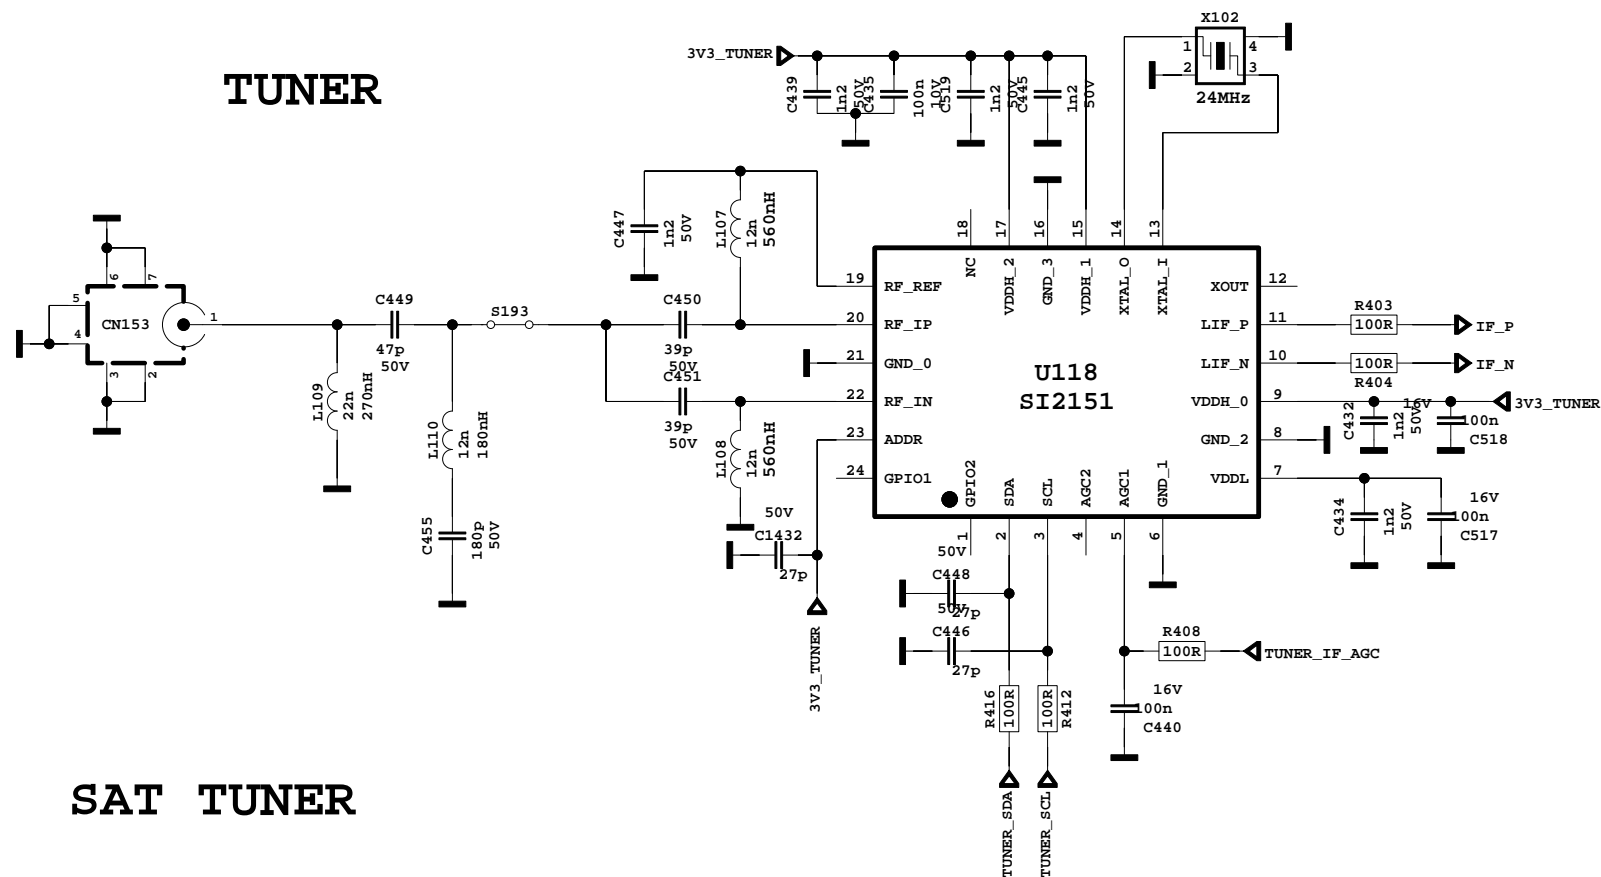 TUNER
3V3_TUNER
C439
1n2
50V
C435
100n
10V
C519
1n2
50V
C445
1n2
50V
X102
1
2
4
3
24MHz
C447
1n2
50V
L107
12n
560nH
18
17
16
15
14
13
NC
VDDH_2
GND_3
VDDH_1
XTAL_O
XTAL_I
6
7
5
4
CN153
1
3
2
C449
47p
50V
S193
C450
39p
50V
C451
39p
50V
L109
22n
270nH
L110
12n
180nH
C455
180p
50V
L108
12n
560nH
50V
C1432
27p
3V3_TUNER
19
20
21
22
23
24
RF_REF
RF_IP
GND_0
RF_IN
ADDR
GPIO1
U118
SI2151
XOUT
LIF_P
LIF_N
VDDH_0
GND_2
VDDL
12
11
10
9
8
7
R403
100R
IF_P
100R
R404
IF_N
3V3_TUNER
C432
1n2
50V
16V
100n
C518
C434
1n2
50V
16V
100n
C517
GPIO2
SDA
SCL
AGC2
AGC1
GND_1
1
2
3
4
5
6
50V
C448
27p
50V
C446
27p
R416
100R
100R
R412
R408
100R
TUNER_IF_AGC
16V
100n
C440
TUNER_SDA
TUNER_SCL
SAT TUNER